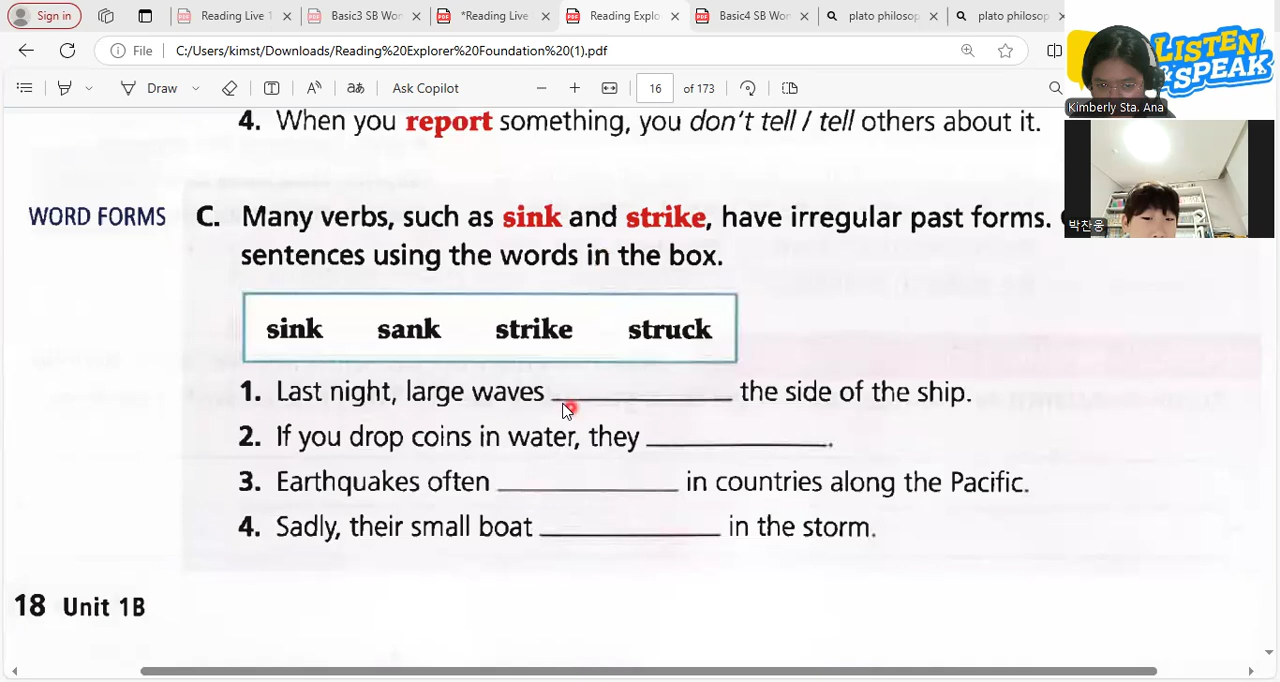 Sign in
Reading Live 1
Basic3 SB Wor
*Reading Live
Reading Explo
Basic4 SB Wor
plato philosop
plato philosop
File
C:/Users/kimst/Downloads/Reading%20Explorer%20Foundation%20(1).pdf
Draw
Ask Copilot
16 of 173
LISTEN
& SPEAK
Kimberly Sta. Ana
박찬웅
4. When you report something, you don't tell / tell others about it.
WORD FORMS
C. Many verbs, such as sink and strike, have irregular past forms.
sentences using the words in the box.
sink sank strike struck
1. Last night, large waves ____________ the side of the ship.
2. If you drop coins in water, they ____________.
3. Earthquakes often ____________ in countries along the Pacific.
4. Sadly, their small boat ____________ in the storm.
18 Unit 1B